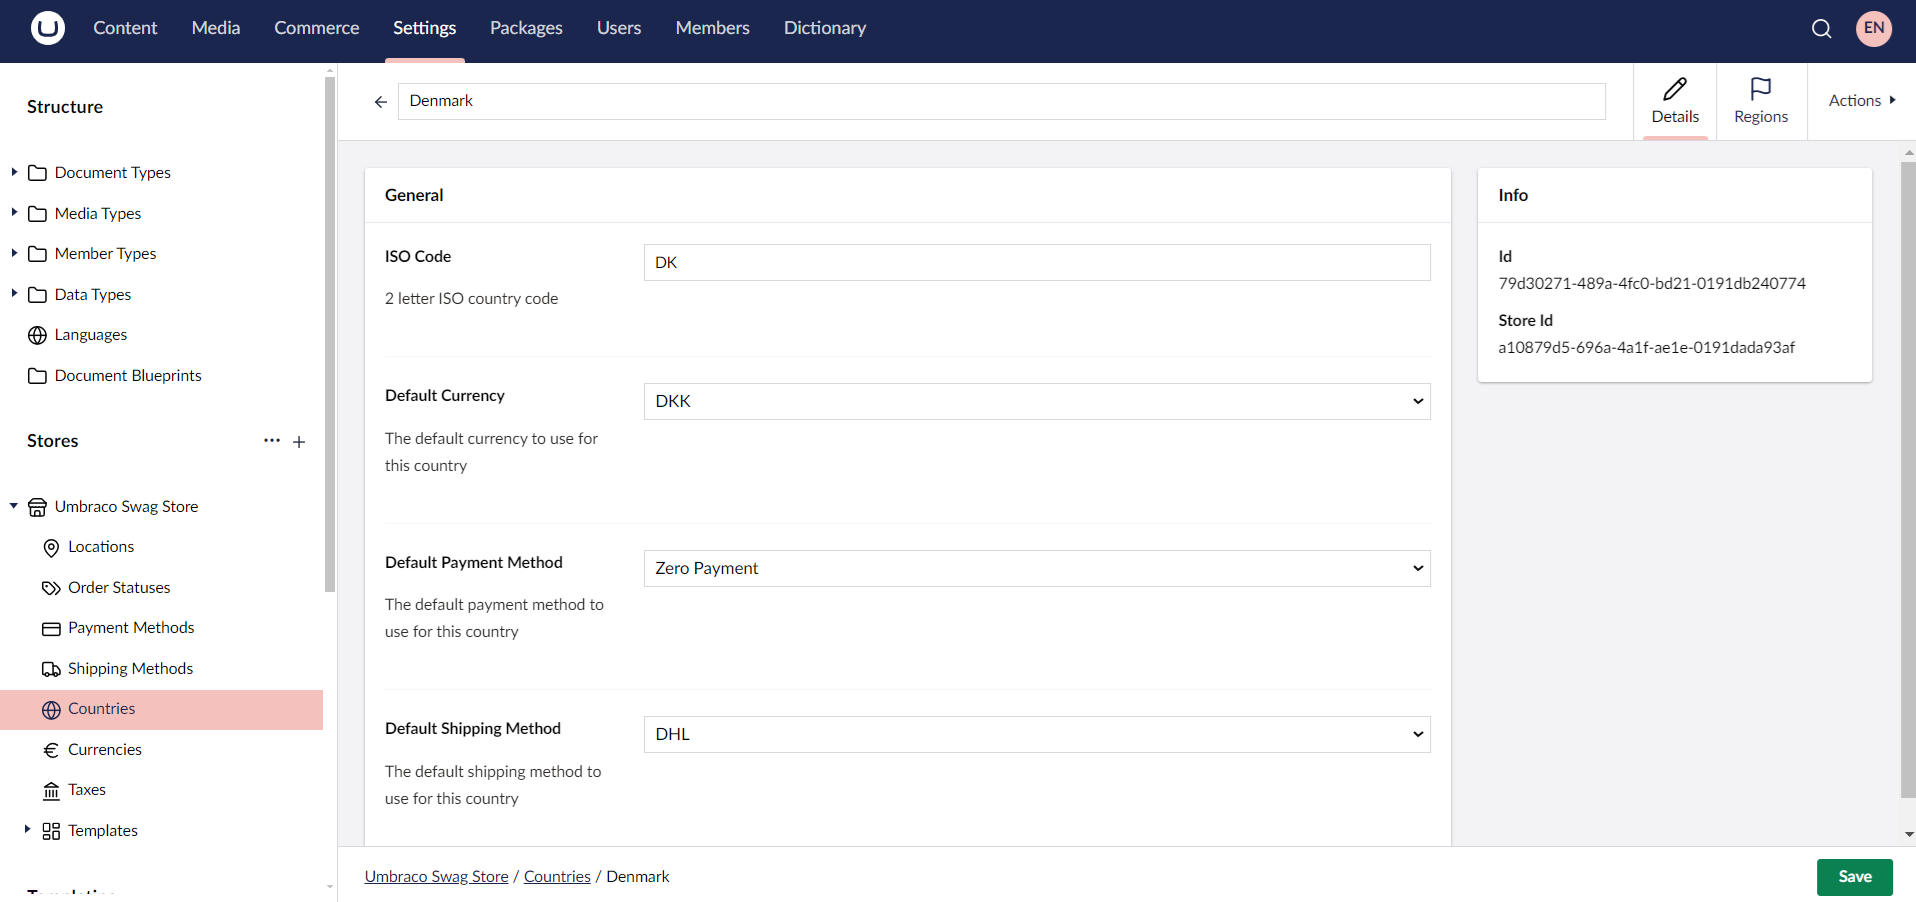 Content Media Commerce Settings Packages Users Members Dictionary EN
Structure
Document Types
Media Types
Member Types
Data Types
Languages
Document Blueprints
Stores
Umbraco Swag Store
Locations
Order Statuses
Payment Methods
Shipping Methods
Countries
Currencies
Taxes
Templates
Denmark
Details
Regions
Actions
General
ISO Code
DK
2 letter ISO country code
Default Currency
DKK
The default currency to use for
this country
Default Payment Method
Zero Payment
The default payment method to
use for this country
Default Shipping Method
DHL
The default shipping method to
use for this country
Info
Id
79d30271-489a-4fc0-bd21-0191db240774
Store Id
a10879d5-696a-4a1f-ae1e-0191dada93af
Umbraco Swag Store / Countries / Denmark
Save